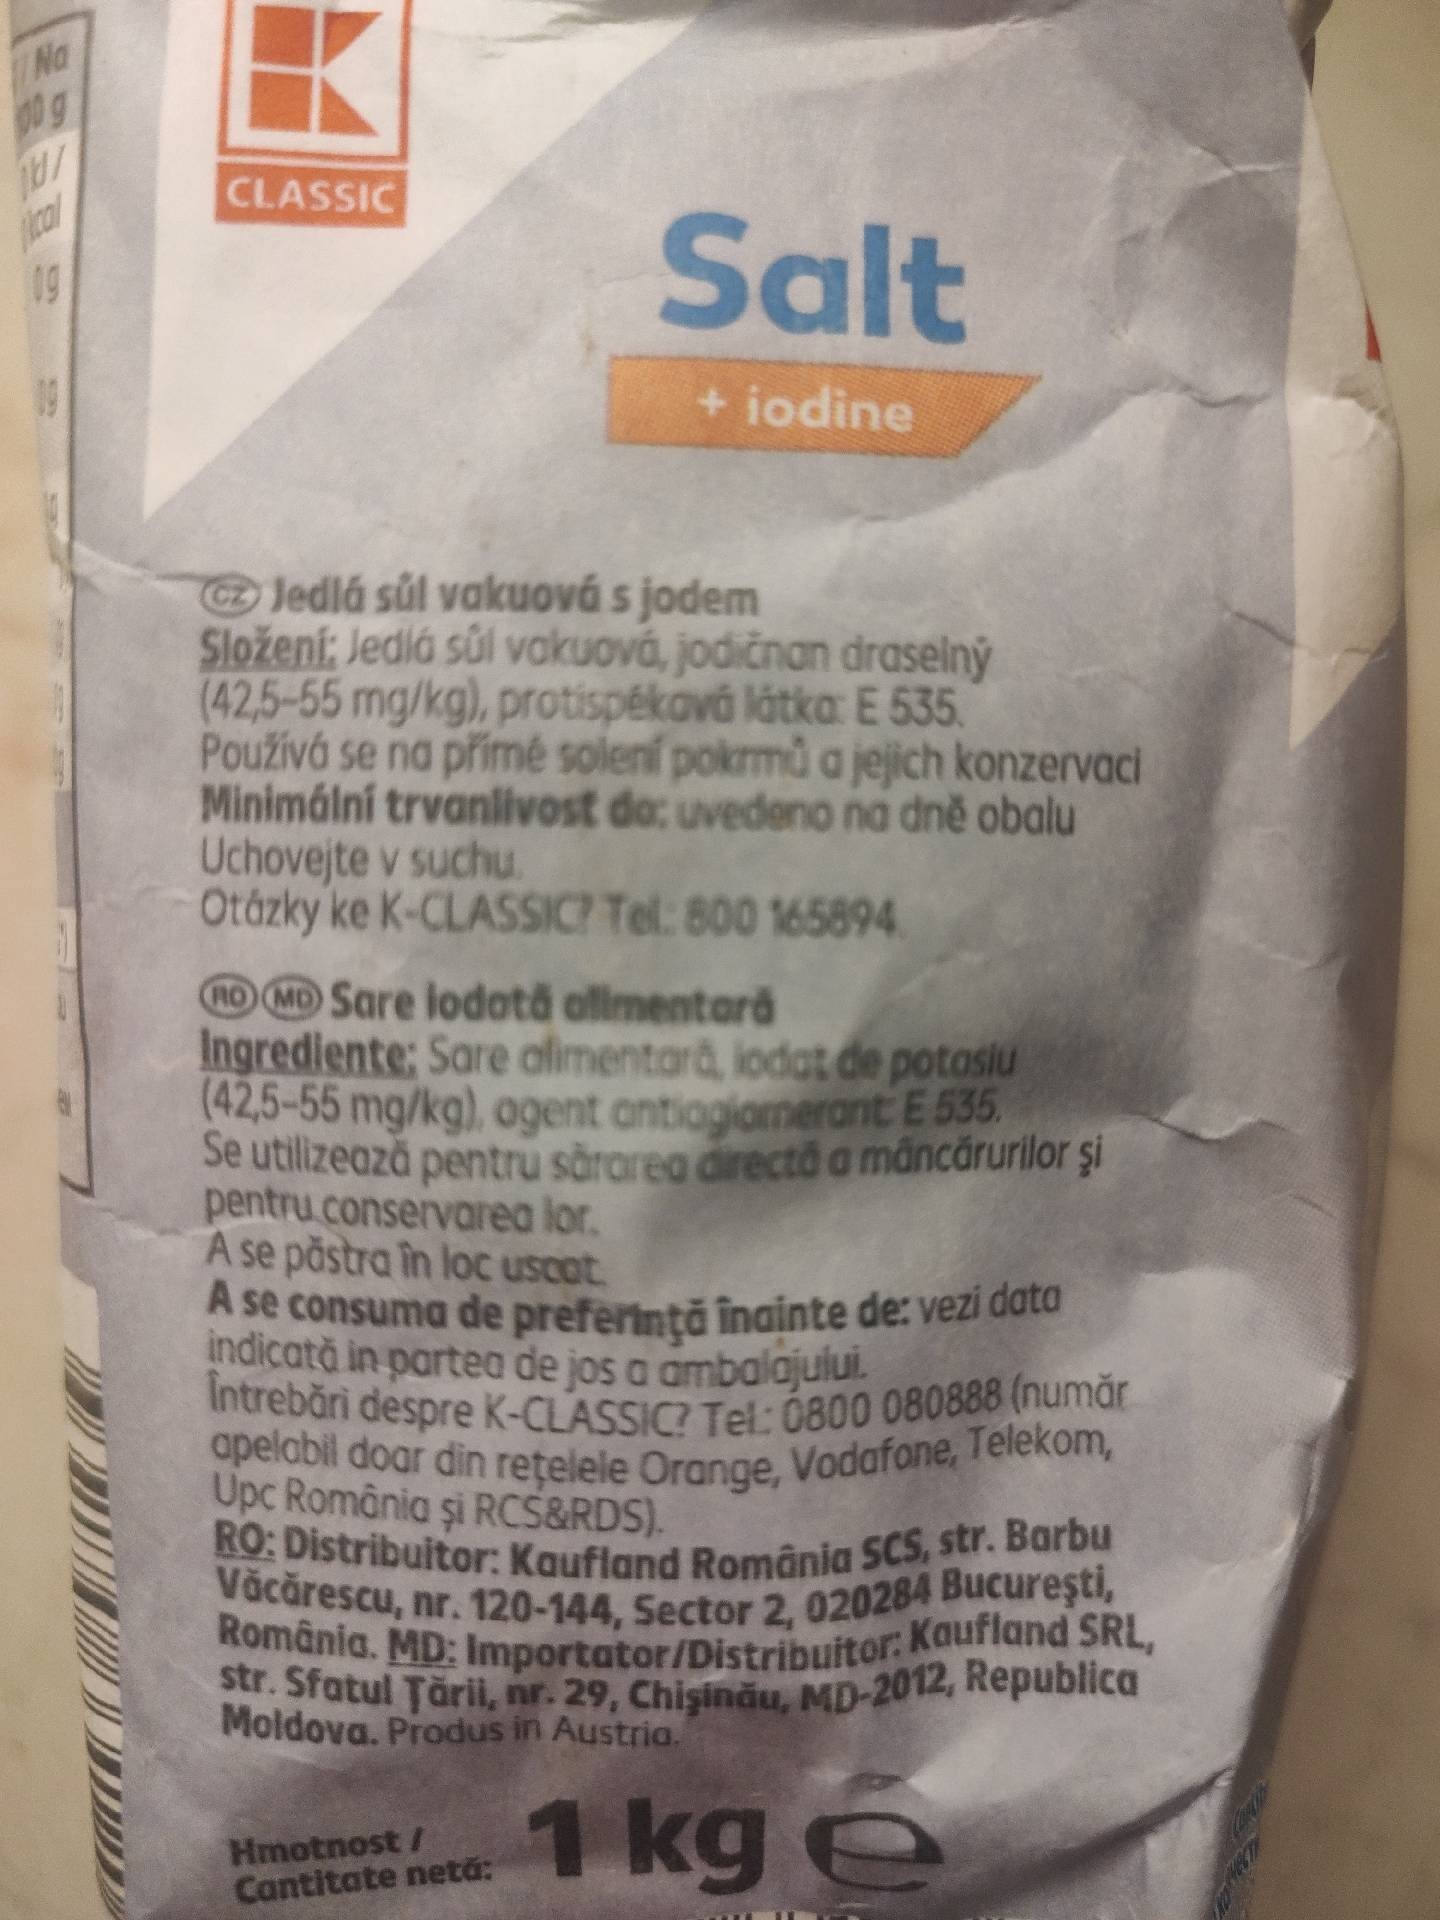 / Na
00 g
kJ /
kcal
0 g
CLASSIC
Salt
+ iodine
CZ Jedlá sůl vakuová s jodem
Složení: Jedlá sůl vakuová, jodičnan draselný
(42,5-55 mg/kg), protispékavá látka: E 535.
Používá se na přímé solení pokrmů a jejich konzervaci
Minimální trvanlivost do: uvedeno na dně obalu
Uchovejte v suchu.
Otázky ke K-CLASSIC? Tel.: 800 165894.
RO MD Sare iodată alimentară
Ingrediente: Sare alimentară, iodat de potasiu
(42,5-55 mg/kg), agent antiaglomerant: E 535.
Se utilizează pentru sărarea directă a mâncărurilor şi
pentru conservarea lor.
A se păstra în loc uscat.
A se consuma de preferinţă înainte de: vezi data
indicată in partea de jos a ambalajului.
Întrebări despre K-CLASSIC? Tel.: 0800 080888 (număr
apelabil doar din reţelele Orange, Vodafone, Telekom,
Upc România şi RCS&RDS).
RO: Distribuitor: Kaufland România SCS, str. Barbu
Văcărescu, nr. 120-144, Sector 2, 020284 Bucureşti,
România. MD: Importator/Distribuitor: Kaufland SRL,
str. Sfatul Ţării, nr. 29, Chişinău, MD-2012, Republica
Moldova. Produs in Austria.
Hmotnost /
Cantitate netă: 1 kg e